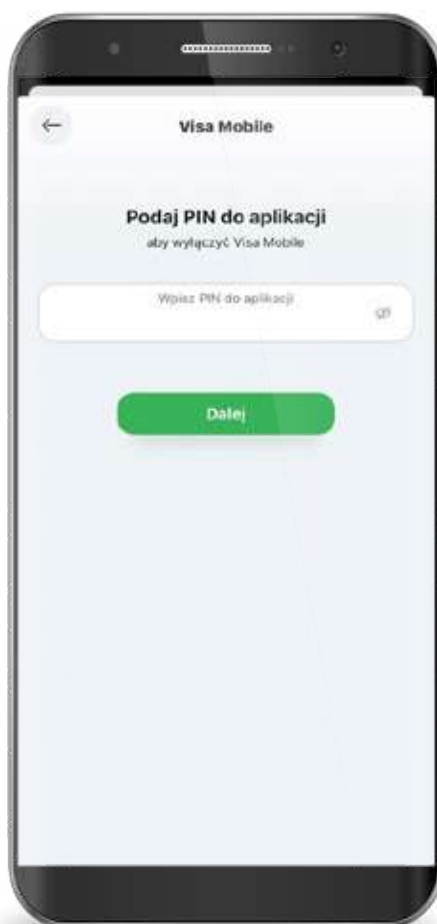 Visa Mobile
Podaj PIN do aplikacji
aby wyłączyć Visa Mobile
Wpisz PIN do aplikacji
Dalej